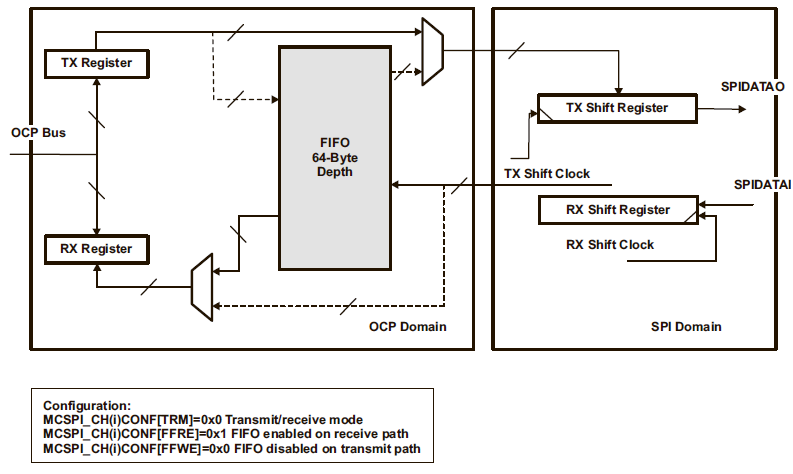 TX Register
OCP Bus
RX Register
FIFO
64-Byte
Depth
OCP Domain
SPIDATAO
TX Shift Register
TX Shift Clock
SPIDATAI
RX Shift Register
RX Shift Clock
SPI Domain
Configuration:
MCSPI_CH(i)CONF[TRM]=0x0 Transmit/receive mode
MCSPI_CH(i)CONF[FFRE]=0x1 FIFO enabled on receive path
MCSPI_CH(i)CONF[FFWE]=0x0 FIFO disabled on transmit path